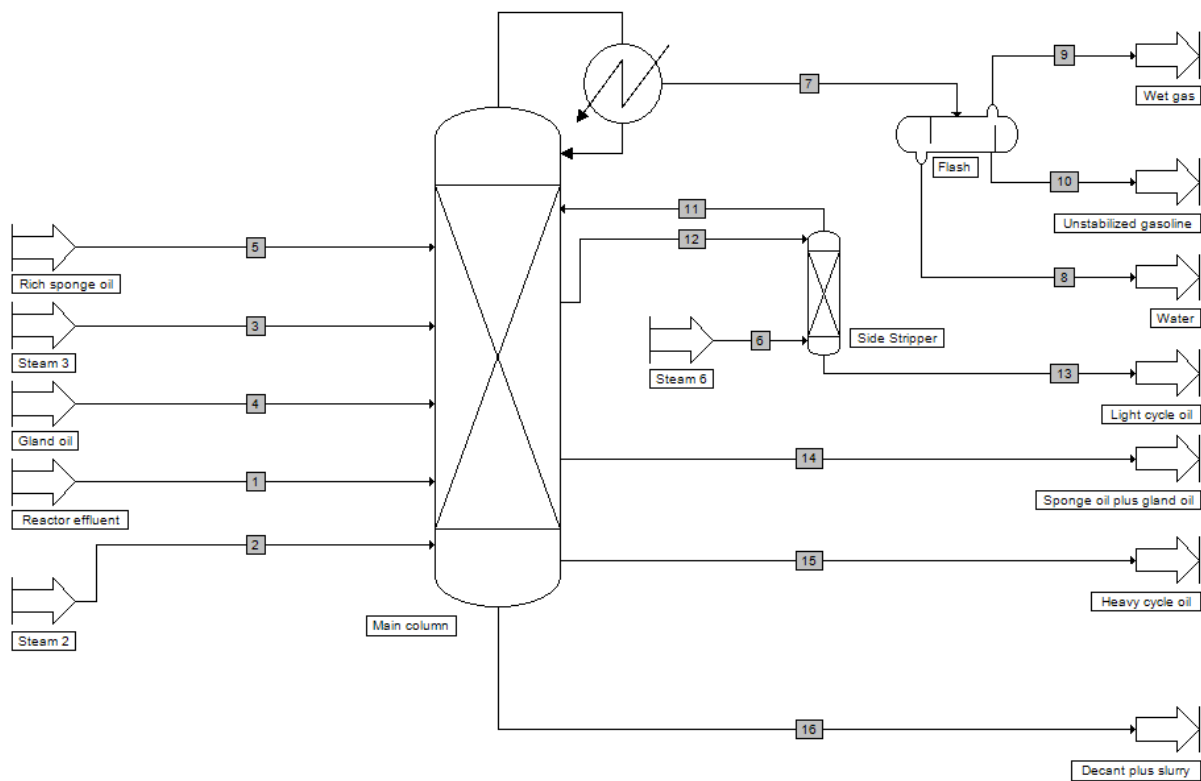 9
Wet gas
7
Flash
10
Unstabilized gasoline
11
12
5
Rich sponge oil
8
Water
3
Steam 3
6
Side Stripper
Steam 6
13
Light cycle oil
4
Gland oil
14
Sponge oil plus gland oil
1
Reactor effluent
2
15
Heavy cycle oil
Main column
Steam 2
16
Decant plus slurry